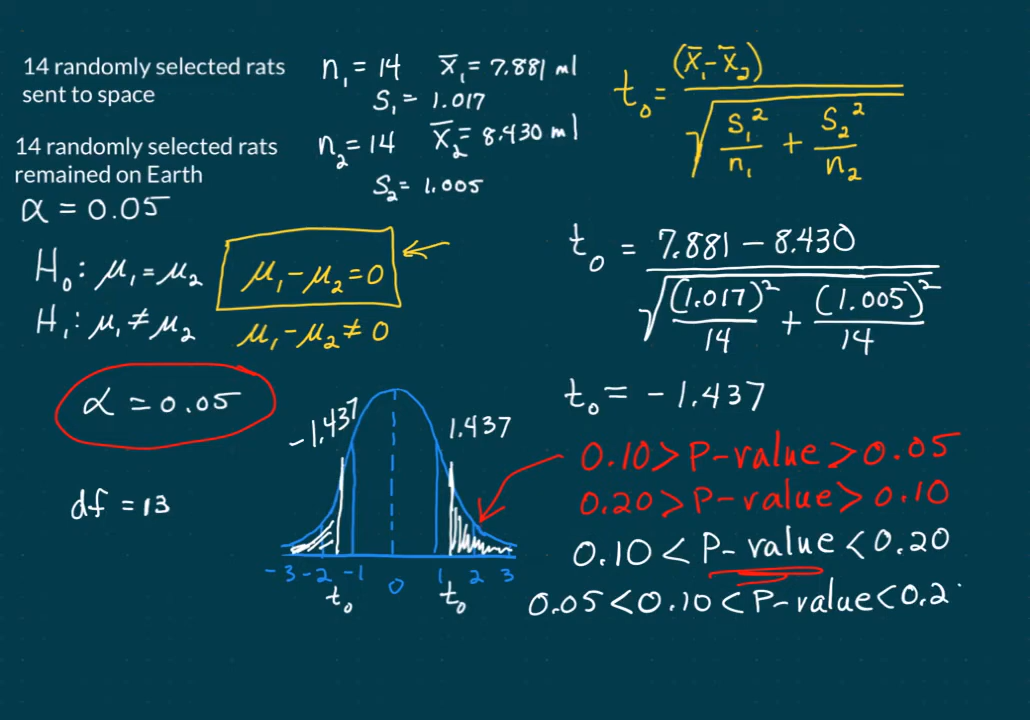 14 randomly selected rats
sent to space
n₁ = 14 x̄₁ = 7.881 ml
S₁ = 1.017
14 randomly selected rats
remained on Earth
n₂ = 14 x̄₂ = 8.430 ml
S₂ = 1.005
α = 0.05
H₀: μ₁ = μ₂ μ₁ - μ₂ = 0
H₁: μ₁ ≠ μ₂ μ₁ - μ₂ ≠ 0
α = 0.05
df = 13
-1.437 1.437
-3 -2 -1 0 1 2 3
t₀ t₀
t₀ = (x̄₁ - x̄₂) / √(S₁²/n₁ + S₂²/n₂)
t₀ = 7.881 - 8.430 / √((1.017)²/14 + (1.005)²/14)
t₀ = -1.437
0.10 > P-value > 0.05
0.20 > P-value > 0.10
0.10 < P-value < 0.20
0.05 < 0.10 < P-value < 0.2